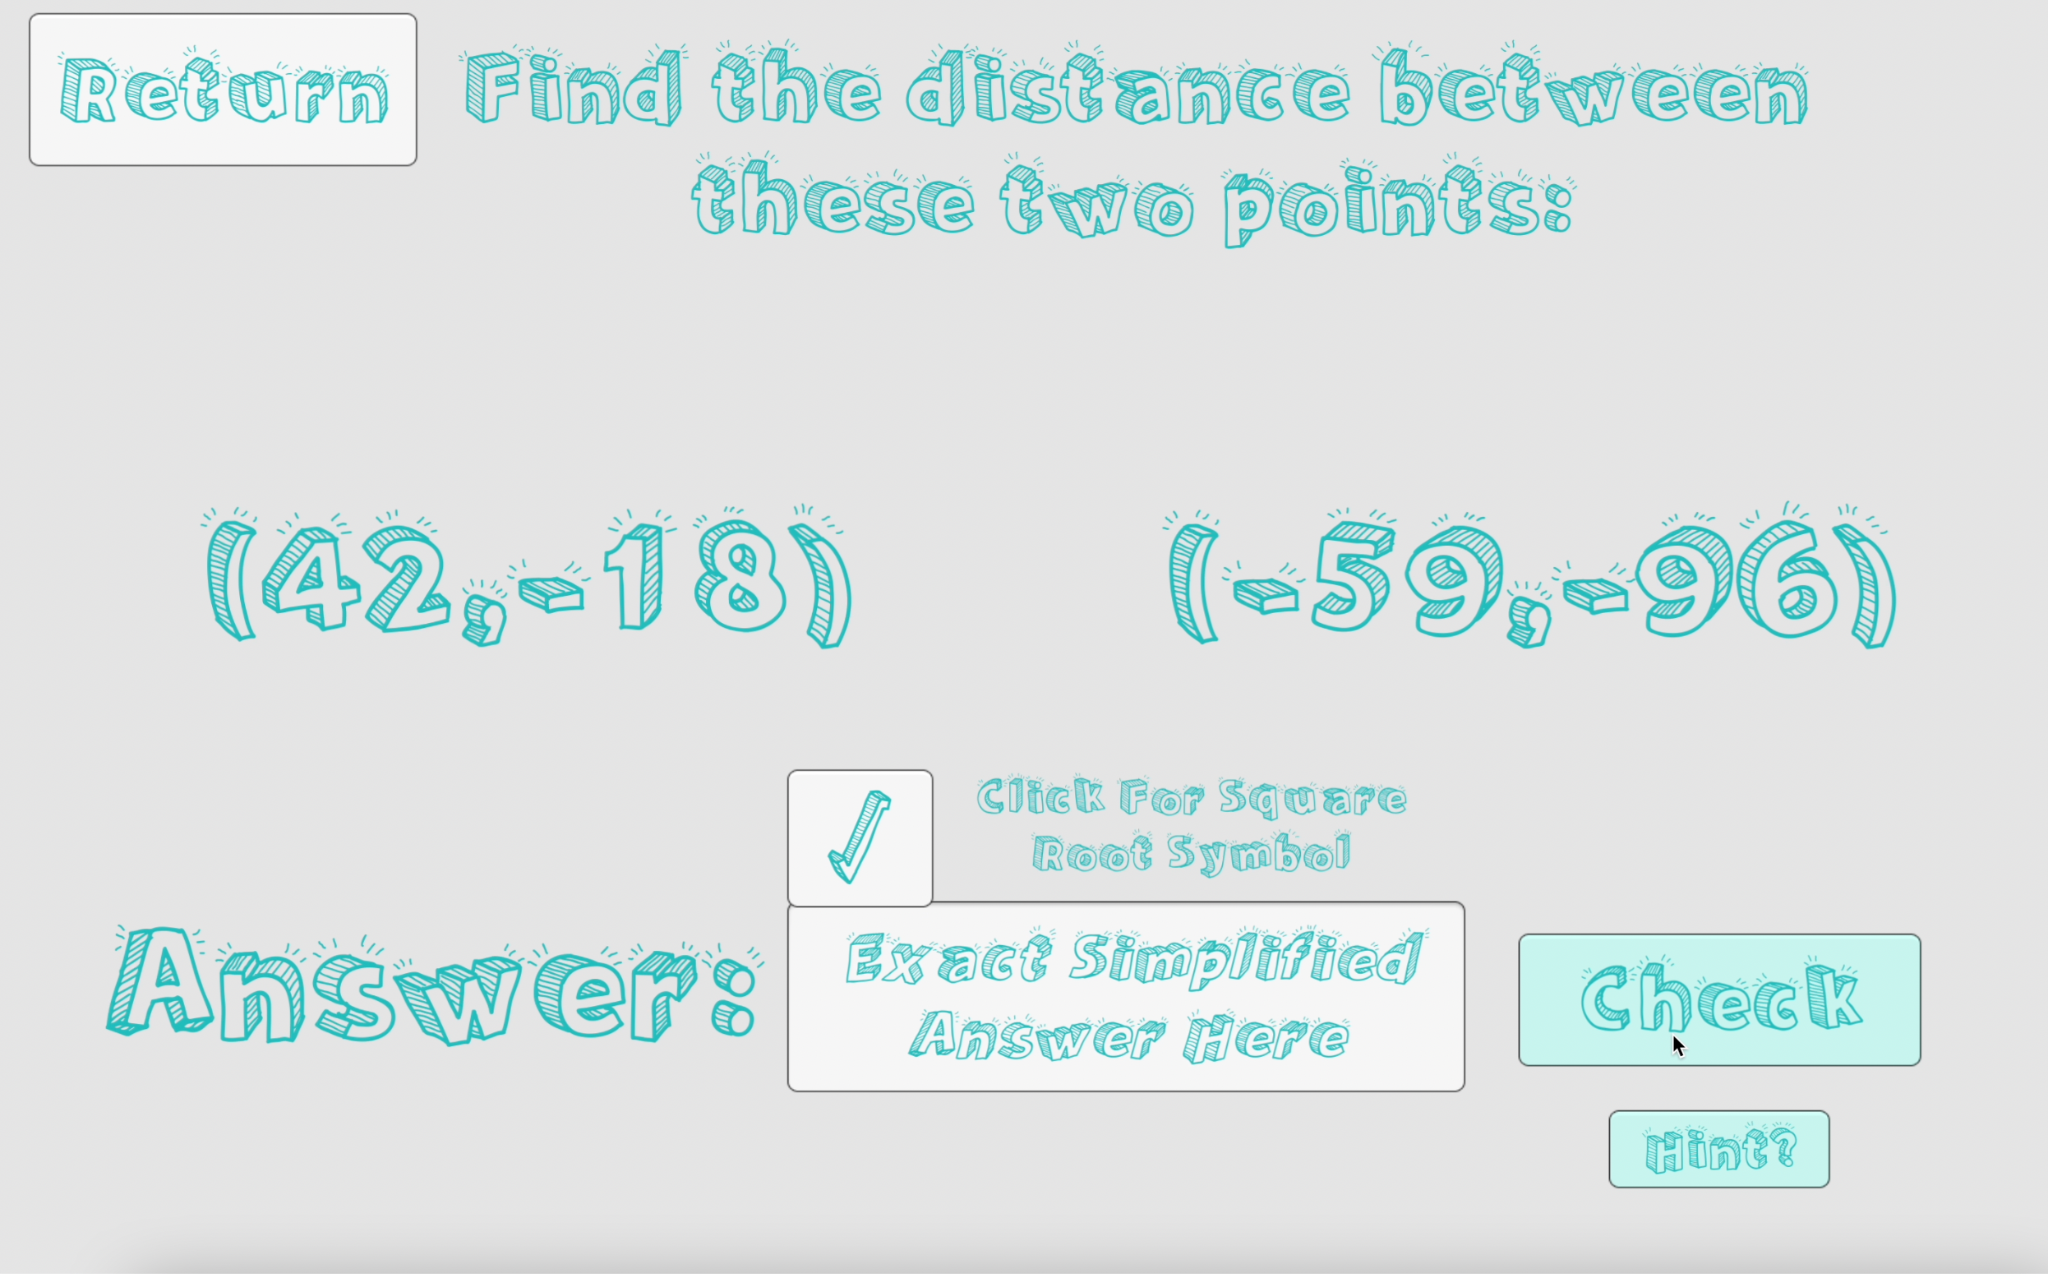 Return
Find the distance between
these two points:
(42,-18)
(-59,-96)
√
Click For Square
Root Symbol
Answer:
Exact Simplified
Answer Here
Check
Hint?